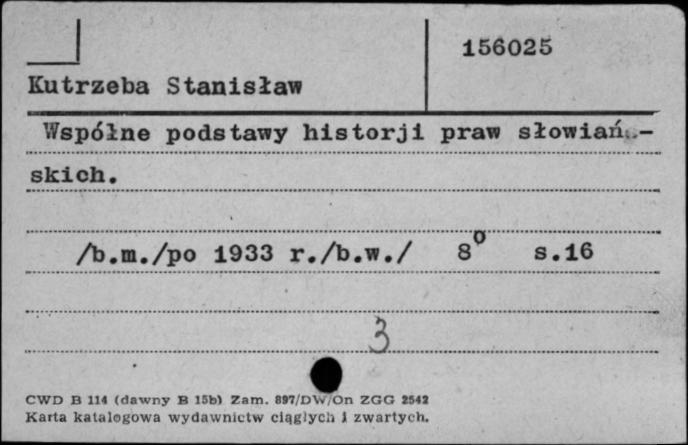 156025
Kutrzeba Stanisław
Wspólne podstawy historji praw słowiań-
skich.
/b.m./po 1933 r./b.w./ 8° s.16
3
CWD B 114 (dawny B 15b) Zam. 897/DW/On ZGG 2542
Karta katalogowa wydawnictw ciągłych i zwartych.